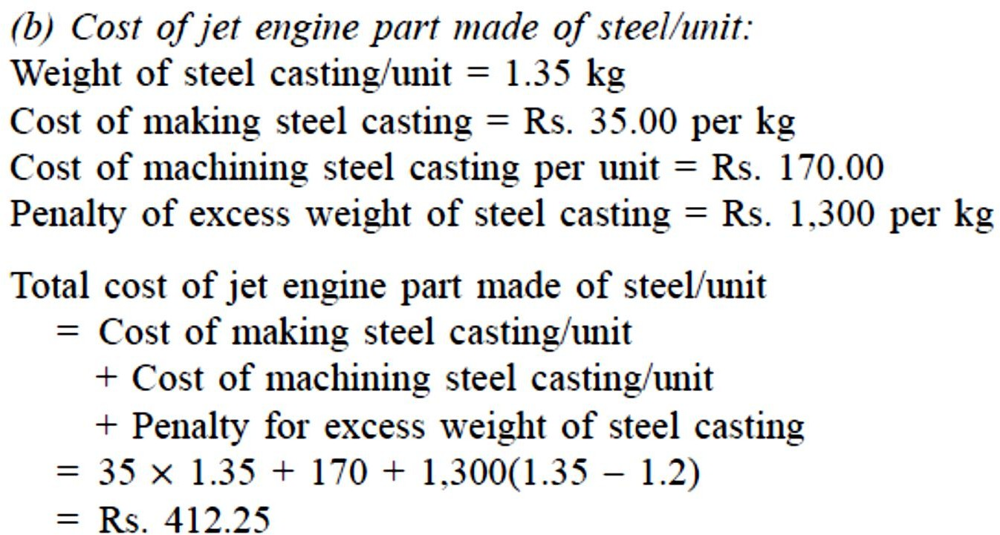 (b) Cost of jet engine part made of steel/unit:
Weight of steel casting/unit = 1.35 kg
Cost of making steel casting = Rs. 35.00 per kg
Cost of machining steel casting per unit = Rs. 170.00
Penalty of excess weight of steel casting = Rs. 1,300 per kg
Total cost of jet engine part made of steel/unit
= Cost of making steel casting/unit
+ Cost of machining steel casting/unit
+ Penalty for excess weight of steel casting
= 35 × 1.35 + 170 + 1,300(1.35 – 1.2)
= Rs. 412.25